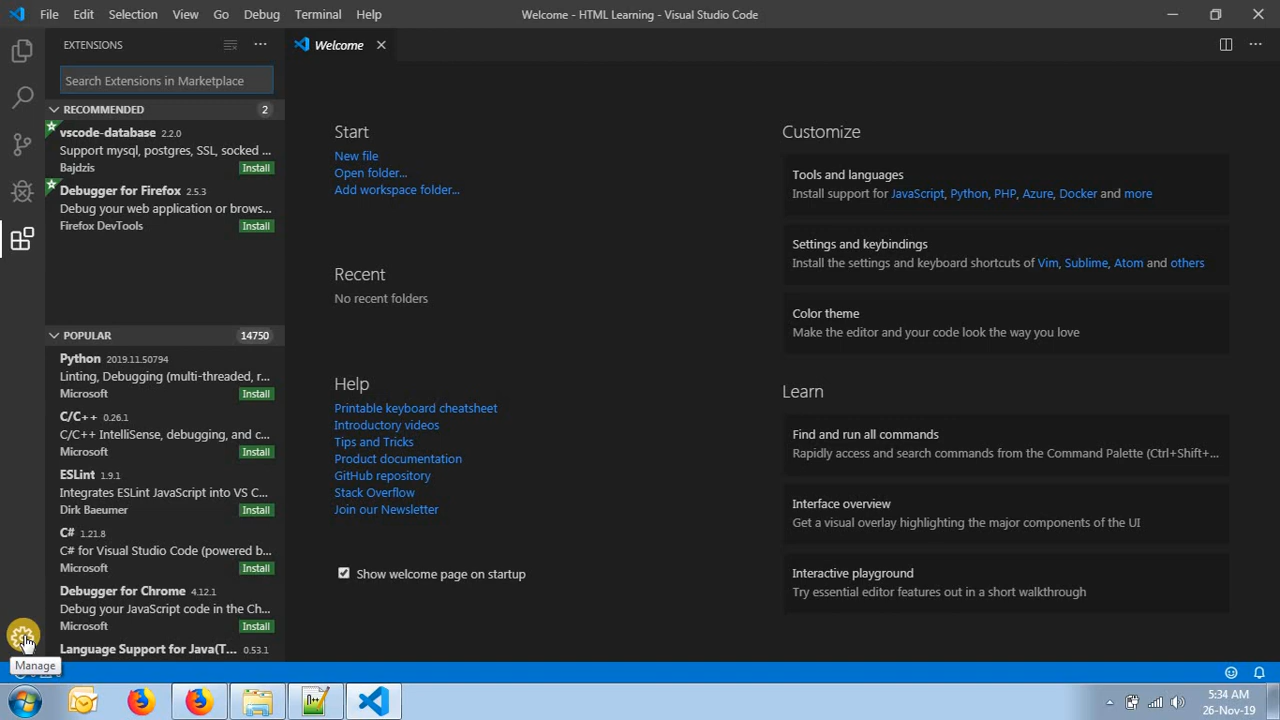 File Edit Selection View Go Debug Terminal Help
Welcome - HTML Learning - Visual Studio Code
EXTENSIONS
Search Extensions in Marketplace
RECOMMENDED 2
vscode-database 2.2.0
Support mysql, postgres, SSL, socked ...
Bajdzis Install
Debugger for Firefox 2.5.3
Debug your web application or brows...
Firefox DevTools Install
POPULAR 14750
Python 2019.11.50794
Linting, Debugging (multi-threaded, r...
Microsoft Install
C/C++ 0.26.1
C/C++ IntelliSense, debugging, and c...
Microsoft Install
ESLint 1.9.1
Integrates ESLint JavaScript into VS C...
Dirk Baeumer Install
C# 1.21.8
C# for Visual Studio Code (powered b...
Microsoft Install
Debugger for Chrome 4.12.1
Debug your JavaScript code in the Ch...
Microsoft Install
Language Support for Java(T... 0.53.1
Manage
Welcome
Start
New file
Open folder...
Add workspace folder...
Recent
No recent folders
Help
Printable keyboard cheatsheet
Introductory videos
Tips and Tricks
Product documentation
GitHub repository
Stack Overflow
Join our Newsletter
Show welcome page on startup
Customize
Tools and languages
Install support for JavaScript, Python, PHP, Azure, Docker and more
Settings and keybindings
Install the settings and keyboard shortcuts of Vim, Sublime, Atom and others
Color theme
Make the editor and your code look the way you love
Learn
Find and run all commands
Rapidly access and search commands from the Command Palette (Ctrl+Shift+...
Interface overview
Get a visual overlay highlighting the major components of the UI
Interactive playground
Try essential editor features out in a short walkthrough
5:34 AM
26-Nov-19